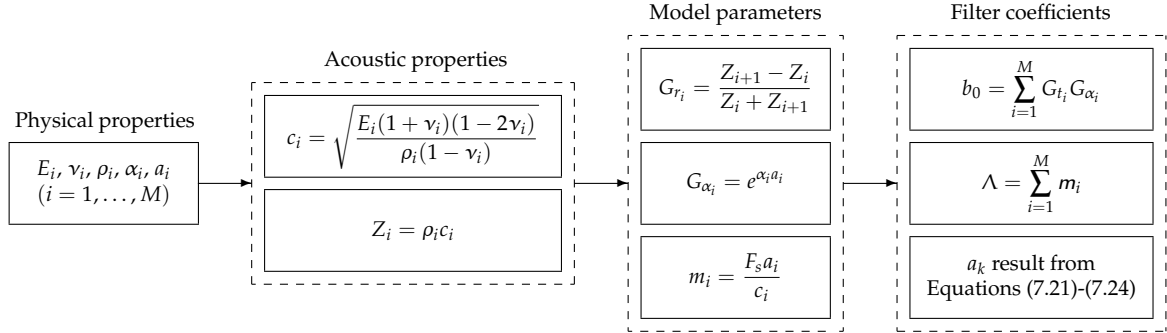 Physical properties
E_i, ν_i, ρ_i, α_i, a_i
(i = 1, . . . , M)
Acoustic properties
c_i = √(E_i(1 + ν_i)(1 − 2ν_i) / ρ_i(1 − ν_i))
Z_i = ρ_i c_i
Model parameters
G_{r_i} = (Z_{i+1} − Z_i) / (Z_i + Z_{i+1})
G_{α_i} = e^{α_i a_i}
m_i = F_s a_i / c_i
Filter coefficients
b_0 = ∑_{i=1}^{M} G_{t_i} G_{α_i}
Λ = ∑_{i=1}^{M} m_i
a_k result from
Equations (7.21)-(7.24)